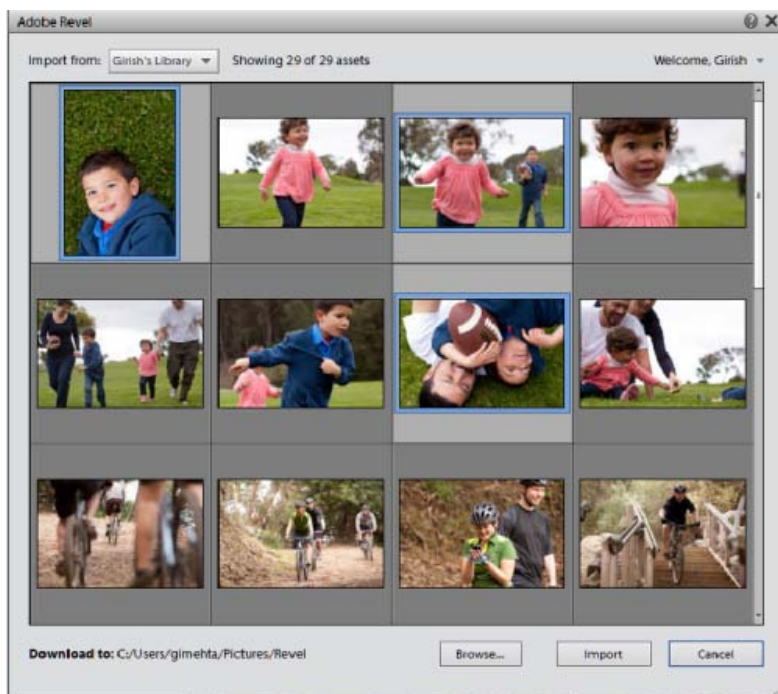 Adobe Revel
Import from: Girish's Library Showing 29 of 29 assets Welcome, Girish
Download to: C:/Users/gimehta/Pictures/Revel Browse... Import Cancel